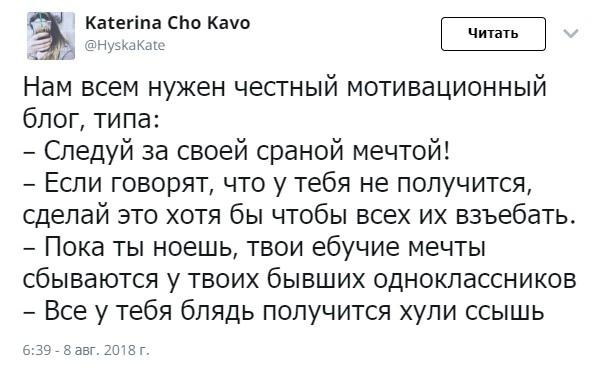 Katerina Cho Kavo
@HyskaKate
Читать
Нам всем нужен честный мотивационный
блог, типа:
– Следуй за своей сраной мечтой!
– Если говорят, что у тебя не получится,
сделай это хотя бы чтобы всех их взъебать.
– Пока ты ноешь, твои ебучие мечты
сбываются у твоих бывших одноклассников
– Все у тебя блядь получится хули ссышь
6:39 - 8 авг. 2018 г.